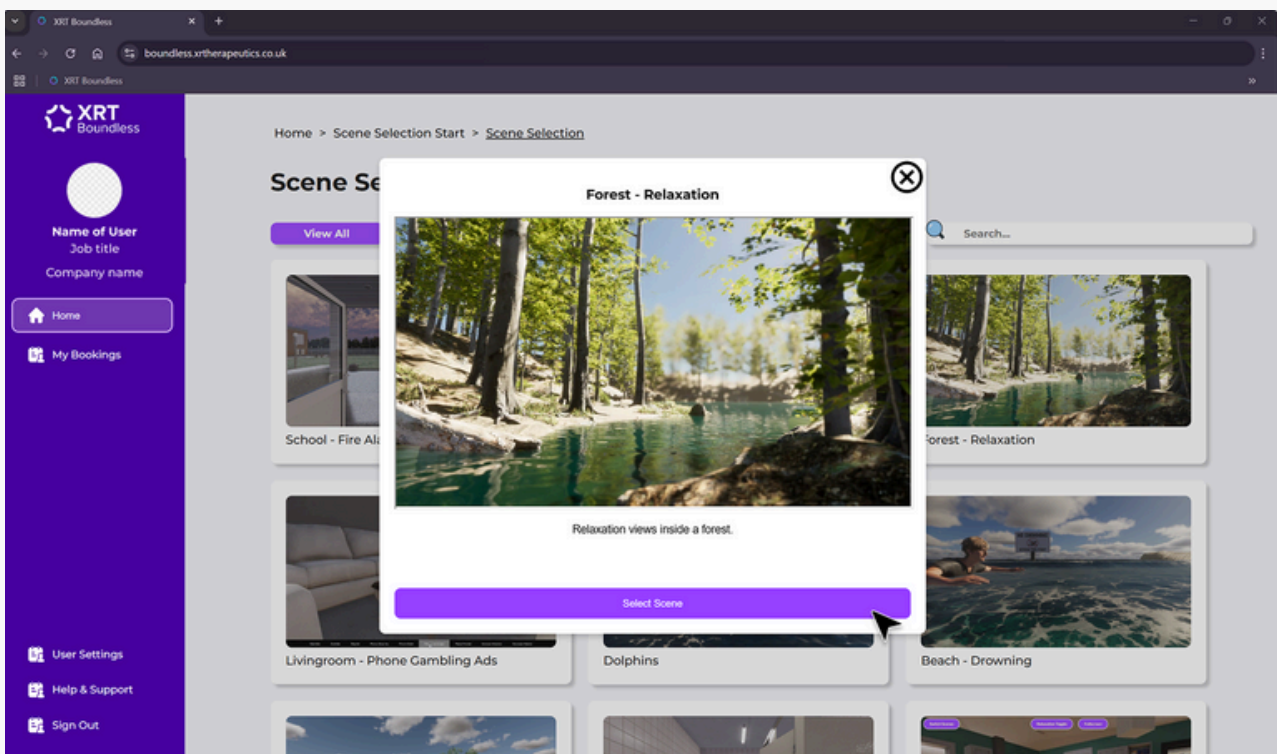 XRT Boundless
boundless.xrtherapeutics.co.uk
XRT Boundless
XRT
Boundless
Name of User
Job title
Company name
Home
My Bookings
User Settings
Help & Support
Sign Out
Home > Scene Selection Start > Scene Selection
Scene Se
View All
Search...
School - Fire Al
Forest - Relaxation
Livingroom - Phone Gambling Ads
Dolphins
Beach - Drowning
Forest - Relaxation
Relaxation views inside a forest.
Select Scene